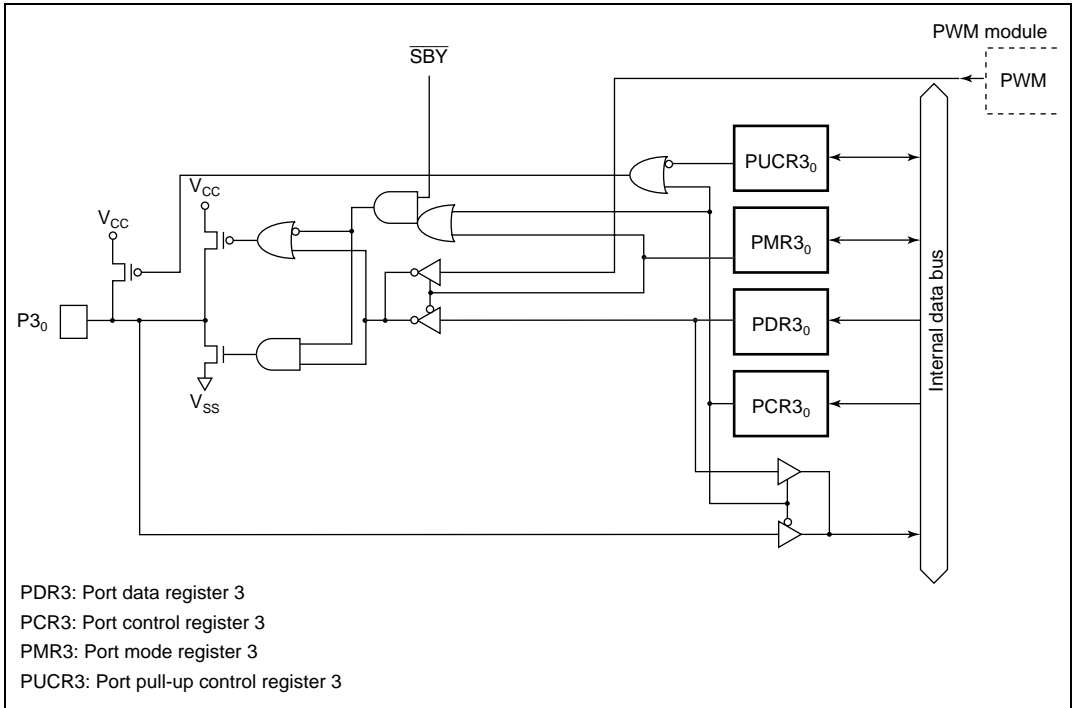 PWM module
SBY
PWM
PUCR3₀
V_CC
PMR3₀
V_CC
P3₀
PDR3₀
Internal data bus
V_SS
PCR3₀
PDR3: Port data register 3
PCR3: Port control register 3
PMR3: Port mode register 3
PUCR3: Port pull-up control register 3